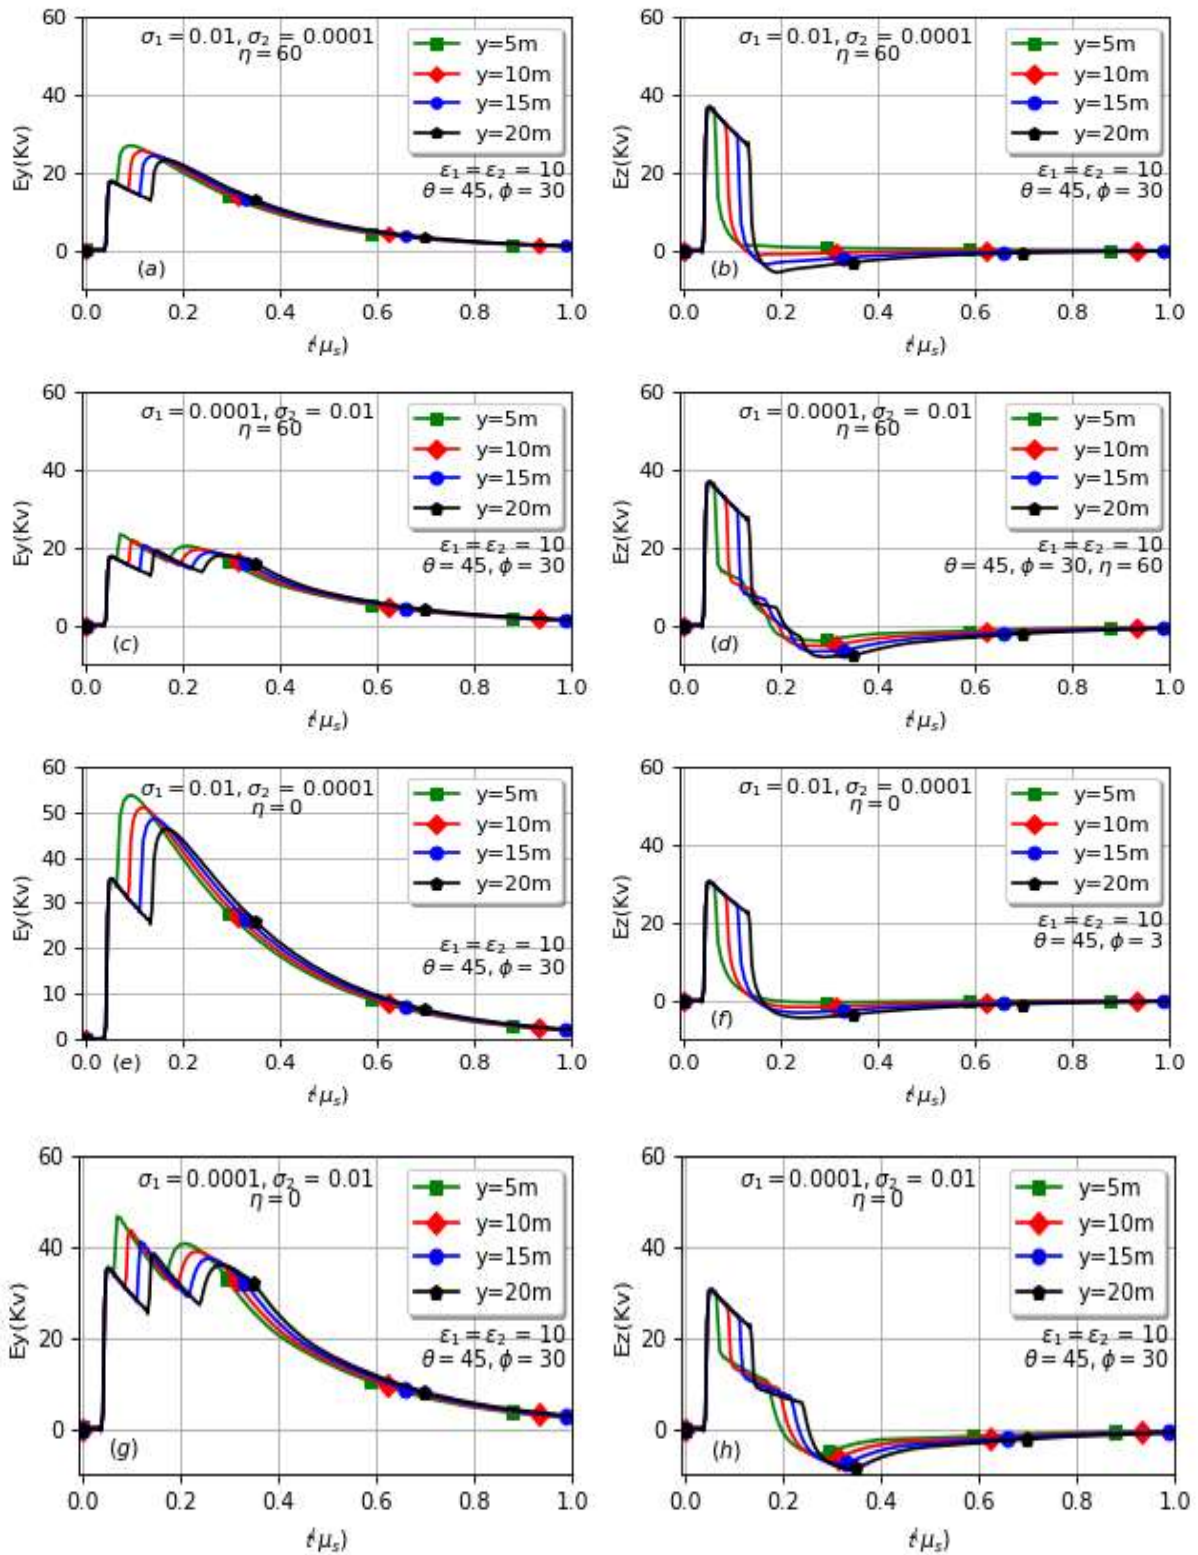 60
40
20
0
Ey(Kv)
σ₁ = 0.01, σ₂ = 0.0001
η = 60
y=5m
y=10m
y=15m
y=20m
ε₁ = ε₂ = 10
θ = 45, ϕ = 30
(a)
0.0 0.2 0.4 0.6 0.8 1.0
t(μₛ)
60
40
20
0
Ez(Kv)
σ₁ = 0.01, σ₂ = 0.0001
η = 60
y=5m
y=10m
y=15m
y=20m
ε₁ = ε₂ = 10
θ = 45, ϕ = 30
(b)
0.0 0.2 0.4 0.6 0.8 1.0
t(μₛ)
60
40
20
0
Ey(Kv)
σ₁ = 0.0001, σ₂ = 0.01
η = 60
y=5m
y=10m
y=15m
y=20m
ε₁ = ε₂ = 10
θ = 45, ϕ = 30
(c)
0.0 0.2 0.4 0.6 0.8 1.0
t(μₛ)
60
40
20
0
Ez(Kv)
σ₁ = 0.0001, σ₂ = 0.01
η = 60
y=5m
y=10m
y=15m
y=20m
ε₁ = ε₂ = 10
θ = 45, ϕ = 30, η = 60
(d)
0.0 0.2 0.4 0.6 0.8 1.0
t(μₛ)
60
50
40
30
20
10
0
Ey(Kv)
σ₁ = 0.01, σ₂ = 0.0001
η = 0
y=5m
y=10m
y=15m
y=20m
ε₁ = ε₂ = 10
θ = 45, ϕ = 30
(e)
0.0 0.2 0.4 0.6 0.8 1.0
t(μₛ)
60
40
20
0
Ez(Kv)
σ₁ = 0.01, σ₂ = 0.0001
η = 0
y=5m
y=10m
y=15m
y=20m
ε₁ = ε₂ = 10
θ = 45, ϕ = 3
(f)
0.0 0.2 0.4 0.6 0.8 1.0
t(μₛ)
60
40
20
0
Ey(Kv)
σ₁ = 0.0001, σ₂ = 0.01
η = 0
y=5m
y=10m
y=15m
y=20m
ε₁ = ε₂ = 10
θ = 45, ϕ = 30
(g)
0.0 0.2 0.4 0.6 0.8 1.0
t(μₛ)
60
40
20
0
Ez(Kv)
σ₁ = 0.0001, σ₂ = 0.01
η = 0
y=5m
y=10m
y=15m
y=20m
ε₁ = ε₂ = 10
θ = 45, ϕ = 30
(h)
0.0 0.2 0.4 0.6 0.8 1.0
t(μₛ)